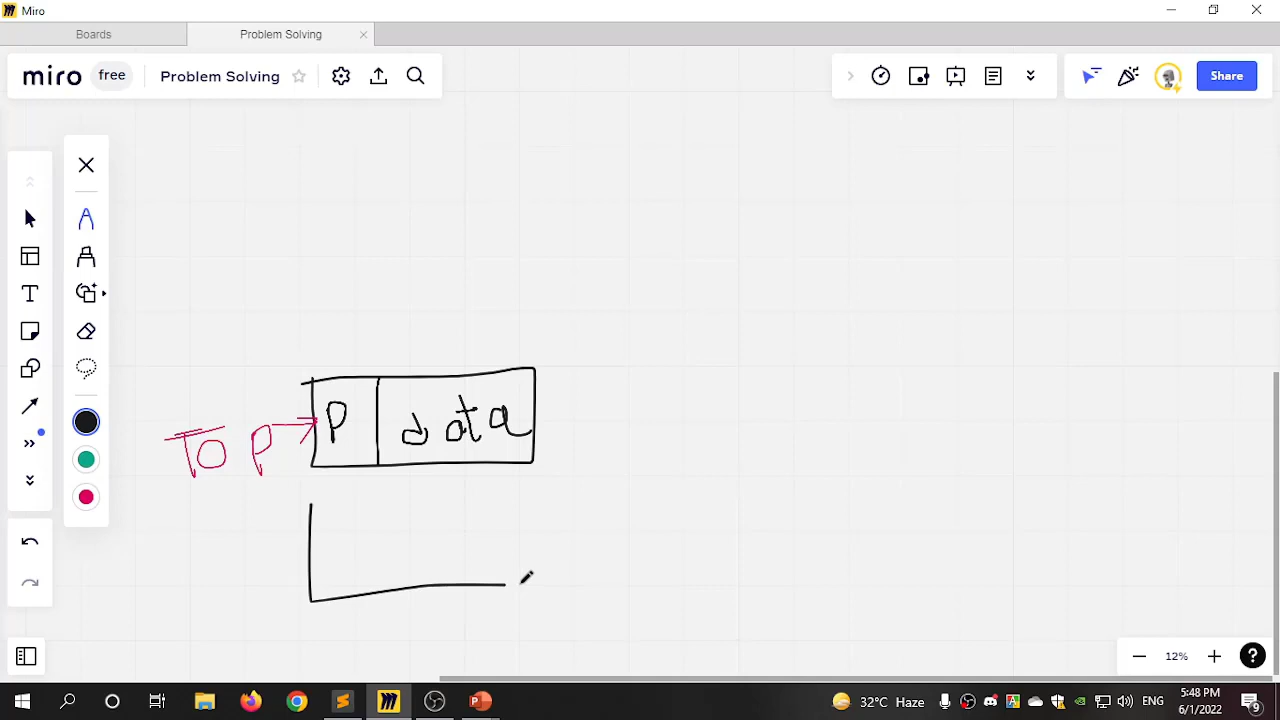 Miro
Boards
Problem Solving
miro free Problem Solving
Share
P data
TOP
12%
32°C Haze
ENG
5:48 PM
6/1/2022
9